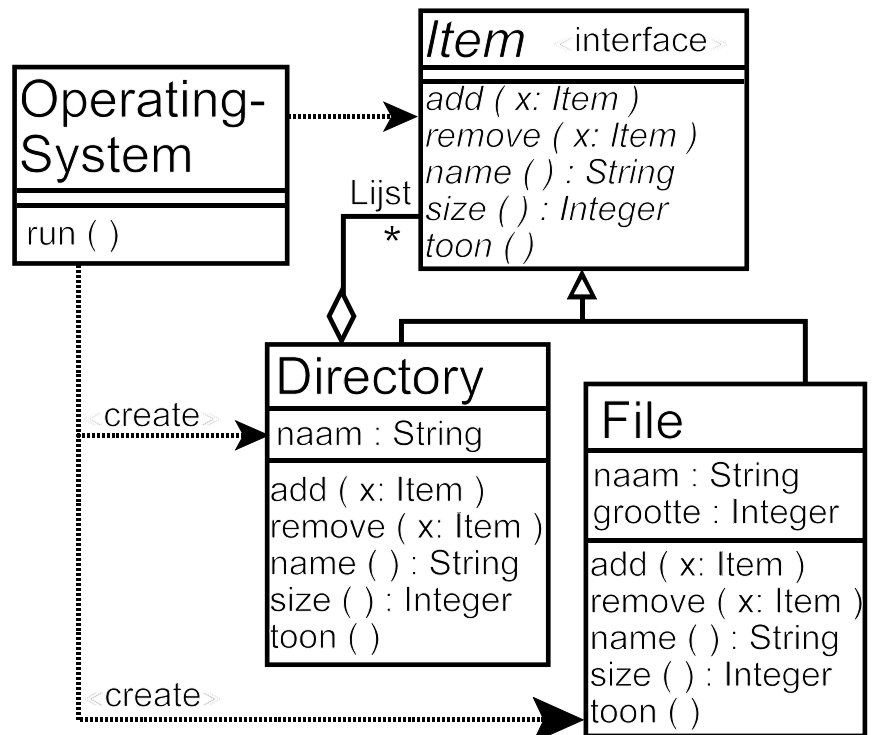 Item «interface»
add ( x: Item )
remove ( x: Item )
name ( ) : String
size ( ) : Integer
toon ( )
Operating-
System
run ( )
Lijst
*
Directory
naam : String
add ( x: Item )
remove ( x: Item )
name ( ) : String
size ( ) : Integer
toon ( )
File
naam : String
grootte : Integer
add ( x: Item )
remove ( x: Item )
name ( ) : String
size ( ) : Integer
toon ( )
«create»
«create»